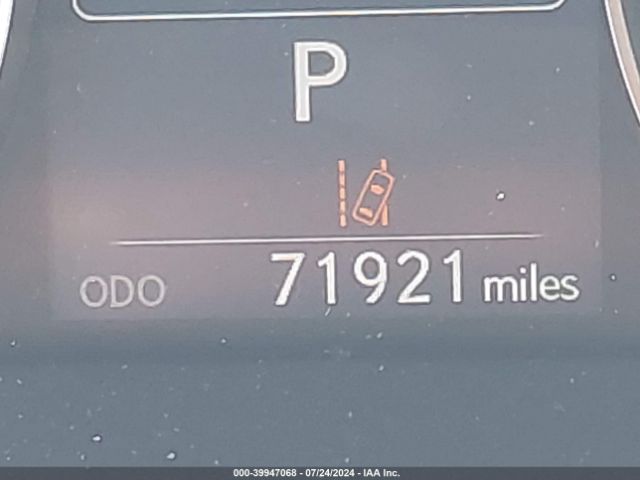 P
ODO 71921 miles
000-39947068 - 07/24/2024 - IAA Inc.